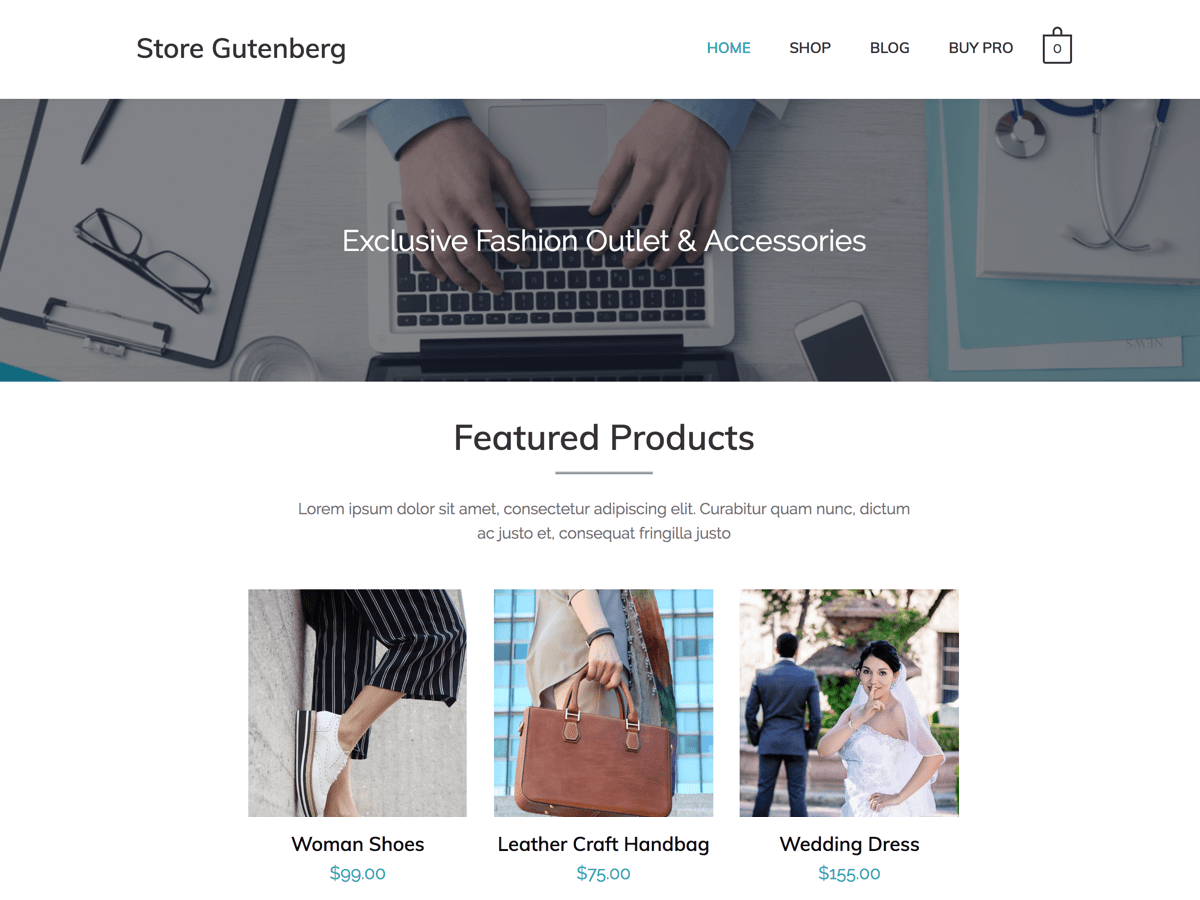 Store Gutenberg
HOME SHOP BLOG BUY PRO 0
Exclusive Fashion Outlet & Accessories
NEWS
Featured Products
Lorem ipsum dolor sit amet, consectetur adipiscing elit. Curabitur quam nunc, dictum
ac justo et, consequat fringilla justo
Woman Shoes Leather Craft Handbag Wedding Dress
$99.00 $75.00 $155.00